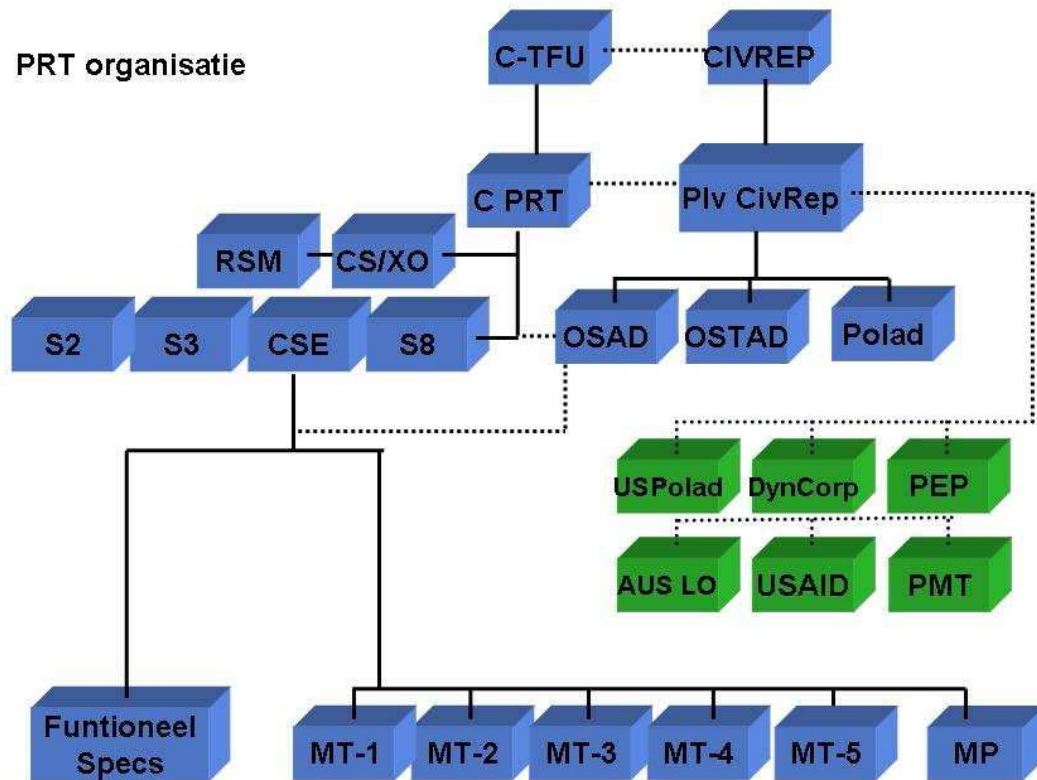 PRT organisatie
C-TFU
CIVREP
C PRT
Plv CivRep
RSM
CS/XO
S2
S3
CSE
S8
OSAD
OSTAD
Polad
USPolad
DynCorp
PEP
AUS LO
USAID
PMT
Funtioneel
Specs
MT-1
MT-2
MT-3
MT-4
MT-5
MP